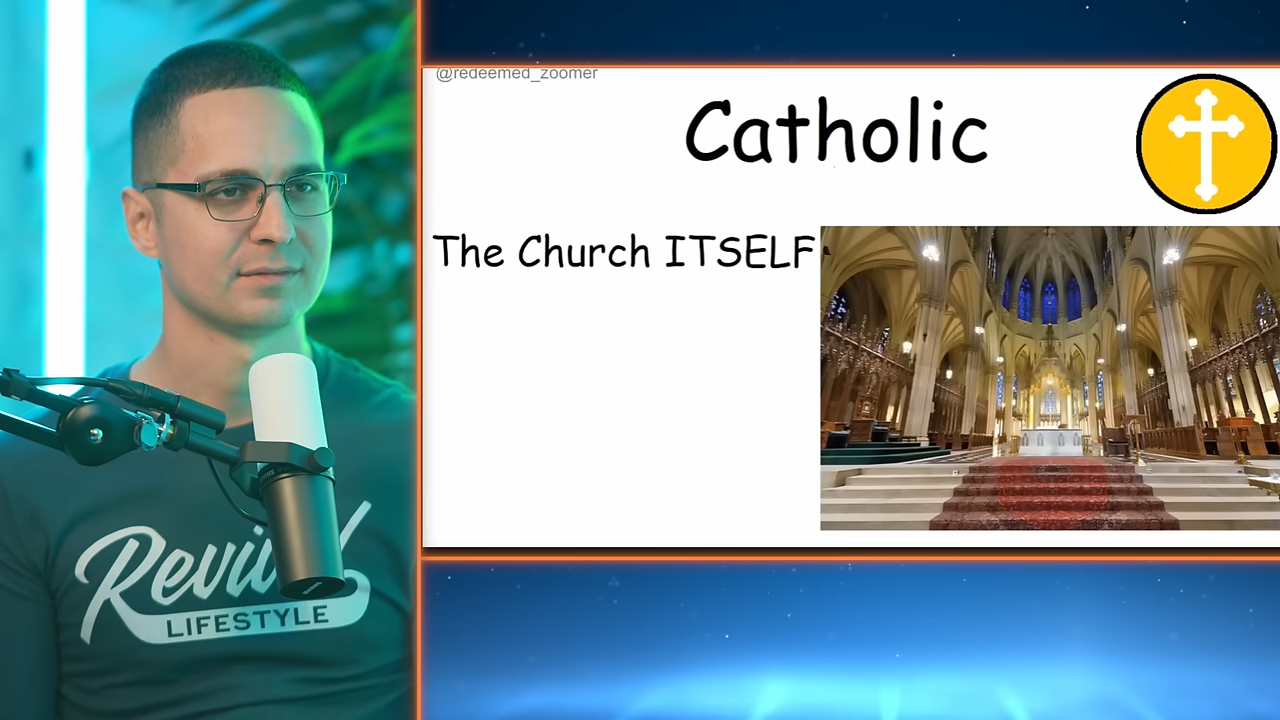 @redeemed_zoomer
Catholic
The Church ITSELF
Revival
LIFESTYLE